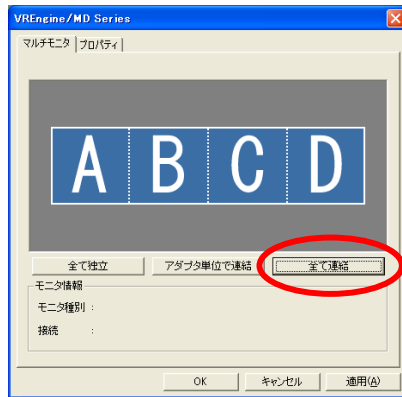 VREngine/MD Series
マルチモニタ プロパティ
A B C D
全て独立 アダプタ単位で連結 全て連結
モニタ情報
モニタ種別 :
接続 :
OK キャンセル 適用(A)